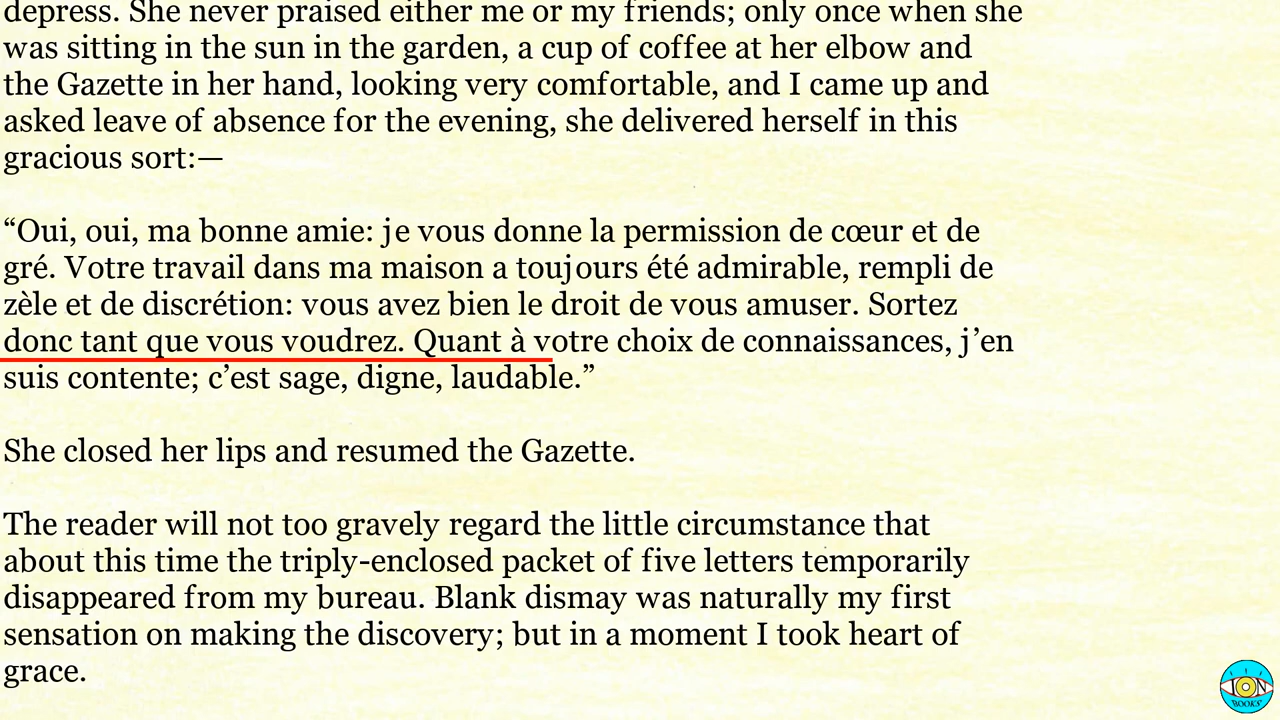 depress. She never praised either me or my friends; only once when she
was sitting in the sun in the garden, a cup of coffee at her elbow and
the Gazette in her hand, looking very comfortable, and I came up and
asked leave of absence for the evening, she delivered herself in this
gracious sort:—
“Oui, oui, ma bonne amie: je vous donne la permission de cœur et de
gré. Votre travail dans ma maison a toujours été admirable, rempli de
zèle et de discrétion: vous avez bien le droit de vous amuser. Sortez
donc tant que vous voudrez. Quant à votre choix de connaissances, j’en
suis contente; c’est sage, digne, laudable.”
She closed her lips and resumed the Gazette.
The reader will not too gravely regard the little circumstance that
about this time the triply-enclosed packet of five letters temporarily
disappeared from my bureau. Blank dismay was naturally my first
sensation on making the discovery; but in a moment I took heart of
grace.
ION
BOOKS